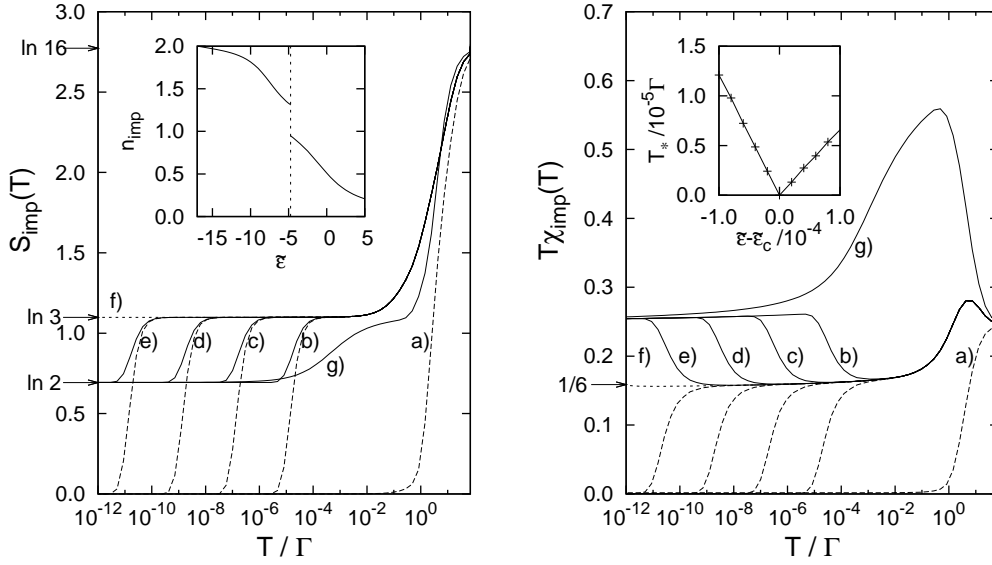 3.0
ln 16
2.5
2.0
1.5
ln 3
1.0
ln 2
0.5
0.0
S_imp(T)
10^-12 10^-10 10^-8 10^-6 10^-4 10^-2 10^0
T / Γ
2.0
1.5
1.0
0.5
0.0
n_imp
-15 -10 -5 0 5
ε̃
f)
e) d) c) b) g) a)
0.7
0.6
0.5
0.4
0.3
0.2
1/6
0.1
0.0
Tχ_imp(T)
10^-12 10^-10 10^-8 10^-6 10^-4 10^-2 10^0
T / Γ
1.5
1.0
0.5
0.0
T_* /10^-5Γ
-1.0 0.0 1.0
ε̃-ε̃_c /10^-4
g)
f) e) d) c) b) a)